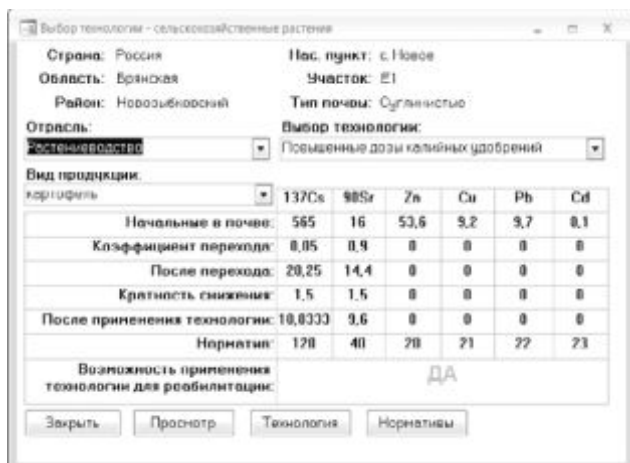 Выбор технологии - сельскохозяйственные растения
Страна: Россия Нас. пункт: с. Новое
Область: Брянская Участок: E1
Район: Новозыбковский Тип почвы: Суглинистые
Отрасль: Выбор технологии:
Растениеводство Повышенные дозы калийных удобрений
Вид продукции:
картофель 137Cs 90Sr Zn Cu Pb Cd
Начальные в почве: 565 16 53,6 9,2 9,7 0,1
Коэффициент перехода: 0,05 0,9 0 0 0 0
После перехода: 28,25 14,4 0 0 0 0
Кратность снижения: 1,5 1,5 0 0 0 0
После применения технологии: 18,8333 9,6 0 0 0 0
Норматив: 120 40 20 21 22 23
Возможность применения
технологии для реабилитации: ДА
Закрыть Просмотр Технология Нормативы